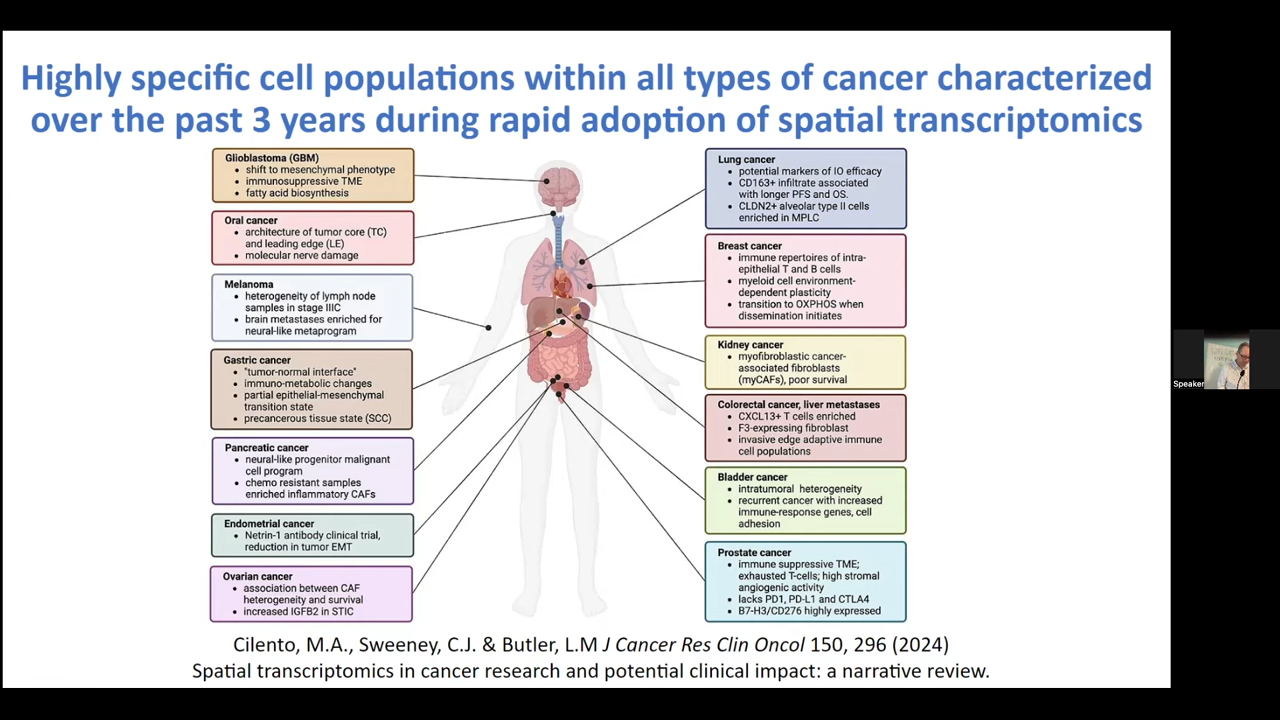 Highly specific cell populations within all types of cancer characterized
over the past 3 years during rapid adoption of spatial transcriptomics
Glioblastoma (GBM)
• shift to mesenchymal phenotype
• immunosuppressive TME
• fatty acid biosynthesis
Oral cancer
• architecture of tumor core (TC)
and leading edge (LE)
• molecular nerve damage
Melanoma
• heterogeneity of lymph node
samples in stage IIIC
• brain metastases enriched for
neural-like metaprogram
Gastric cancer
• "tumor-normal interface"
• immuno-metabolic changes
• partial epithelial-mesenchymal
transition state
• precancerous tissue state (SCC)
Pancreatic cancer
• neural-like progenitor malignant
cell program
• chemo resistant samples
enriched inflammatory CAFs
Endometrial cancer
• Netrin-1 antibody clinical trial,
reduction in tumor EMT
Ovarian cancer
• association between CAF
heterogeneity and survival
• increased IGFB2 in STIC
Lung cancer
• potential markers of IO efficacy
• CD163+ infiltrate associated
with longer PFS and OS.
• CLDN2+ alveolar type II cells
enriched in MPLC
Breast cancer
• immune repertoires of intra-
epithelial T and B cells
• myeloid cell environment-
dependent plasticity
• transition to OXPHOS when
dissemination initiates
Kidney cancer
• myofibroblastic cancer-
associated fibroblasts
(myCAFs), poor survival
Colorectal cancer, liver metastases
• CXCL13+ T cells enriched
• F3-expressing fibroblast
• invasive edge adaptive immune
cell populations
Bladder cancer
• intratumoral heterogeneity
• recurrent cancer with increased
immune-response genes, cell
adhesion
Prostate cancer
• immune suppressive TME;
exhausted T-cells; high stromal
angiogenic activity
• lacks PD1, PD-L1 and CTLA4
• B7-H3/CD276 highly expressed
Cilento, M.A., Sweeney, C.J. & Butler, L.M J Cancer Res Clin Oncol 150, 296 (2024)
Spatial transcriptomics in cancer research and potential clinical impact: a narrative review.
Speaker